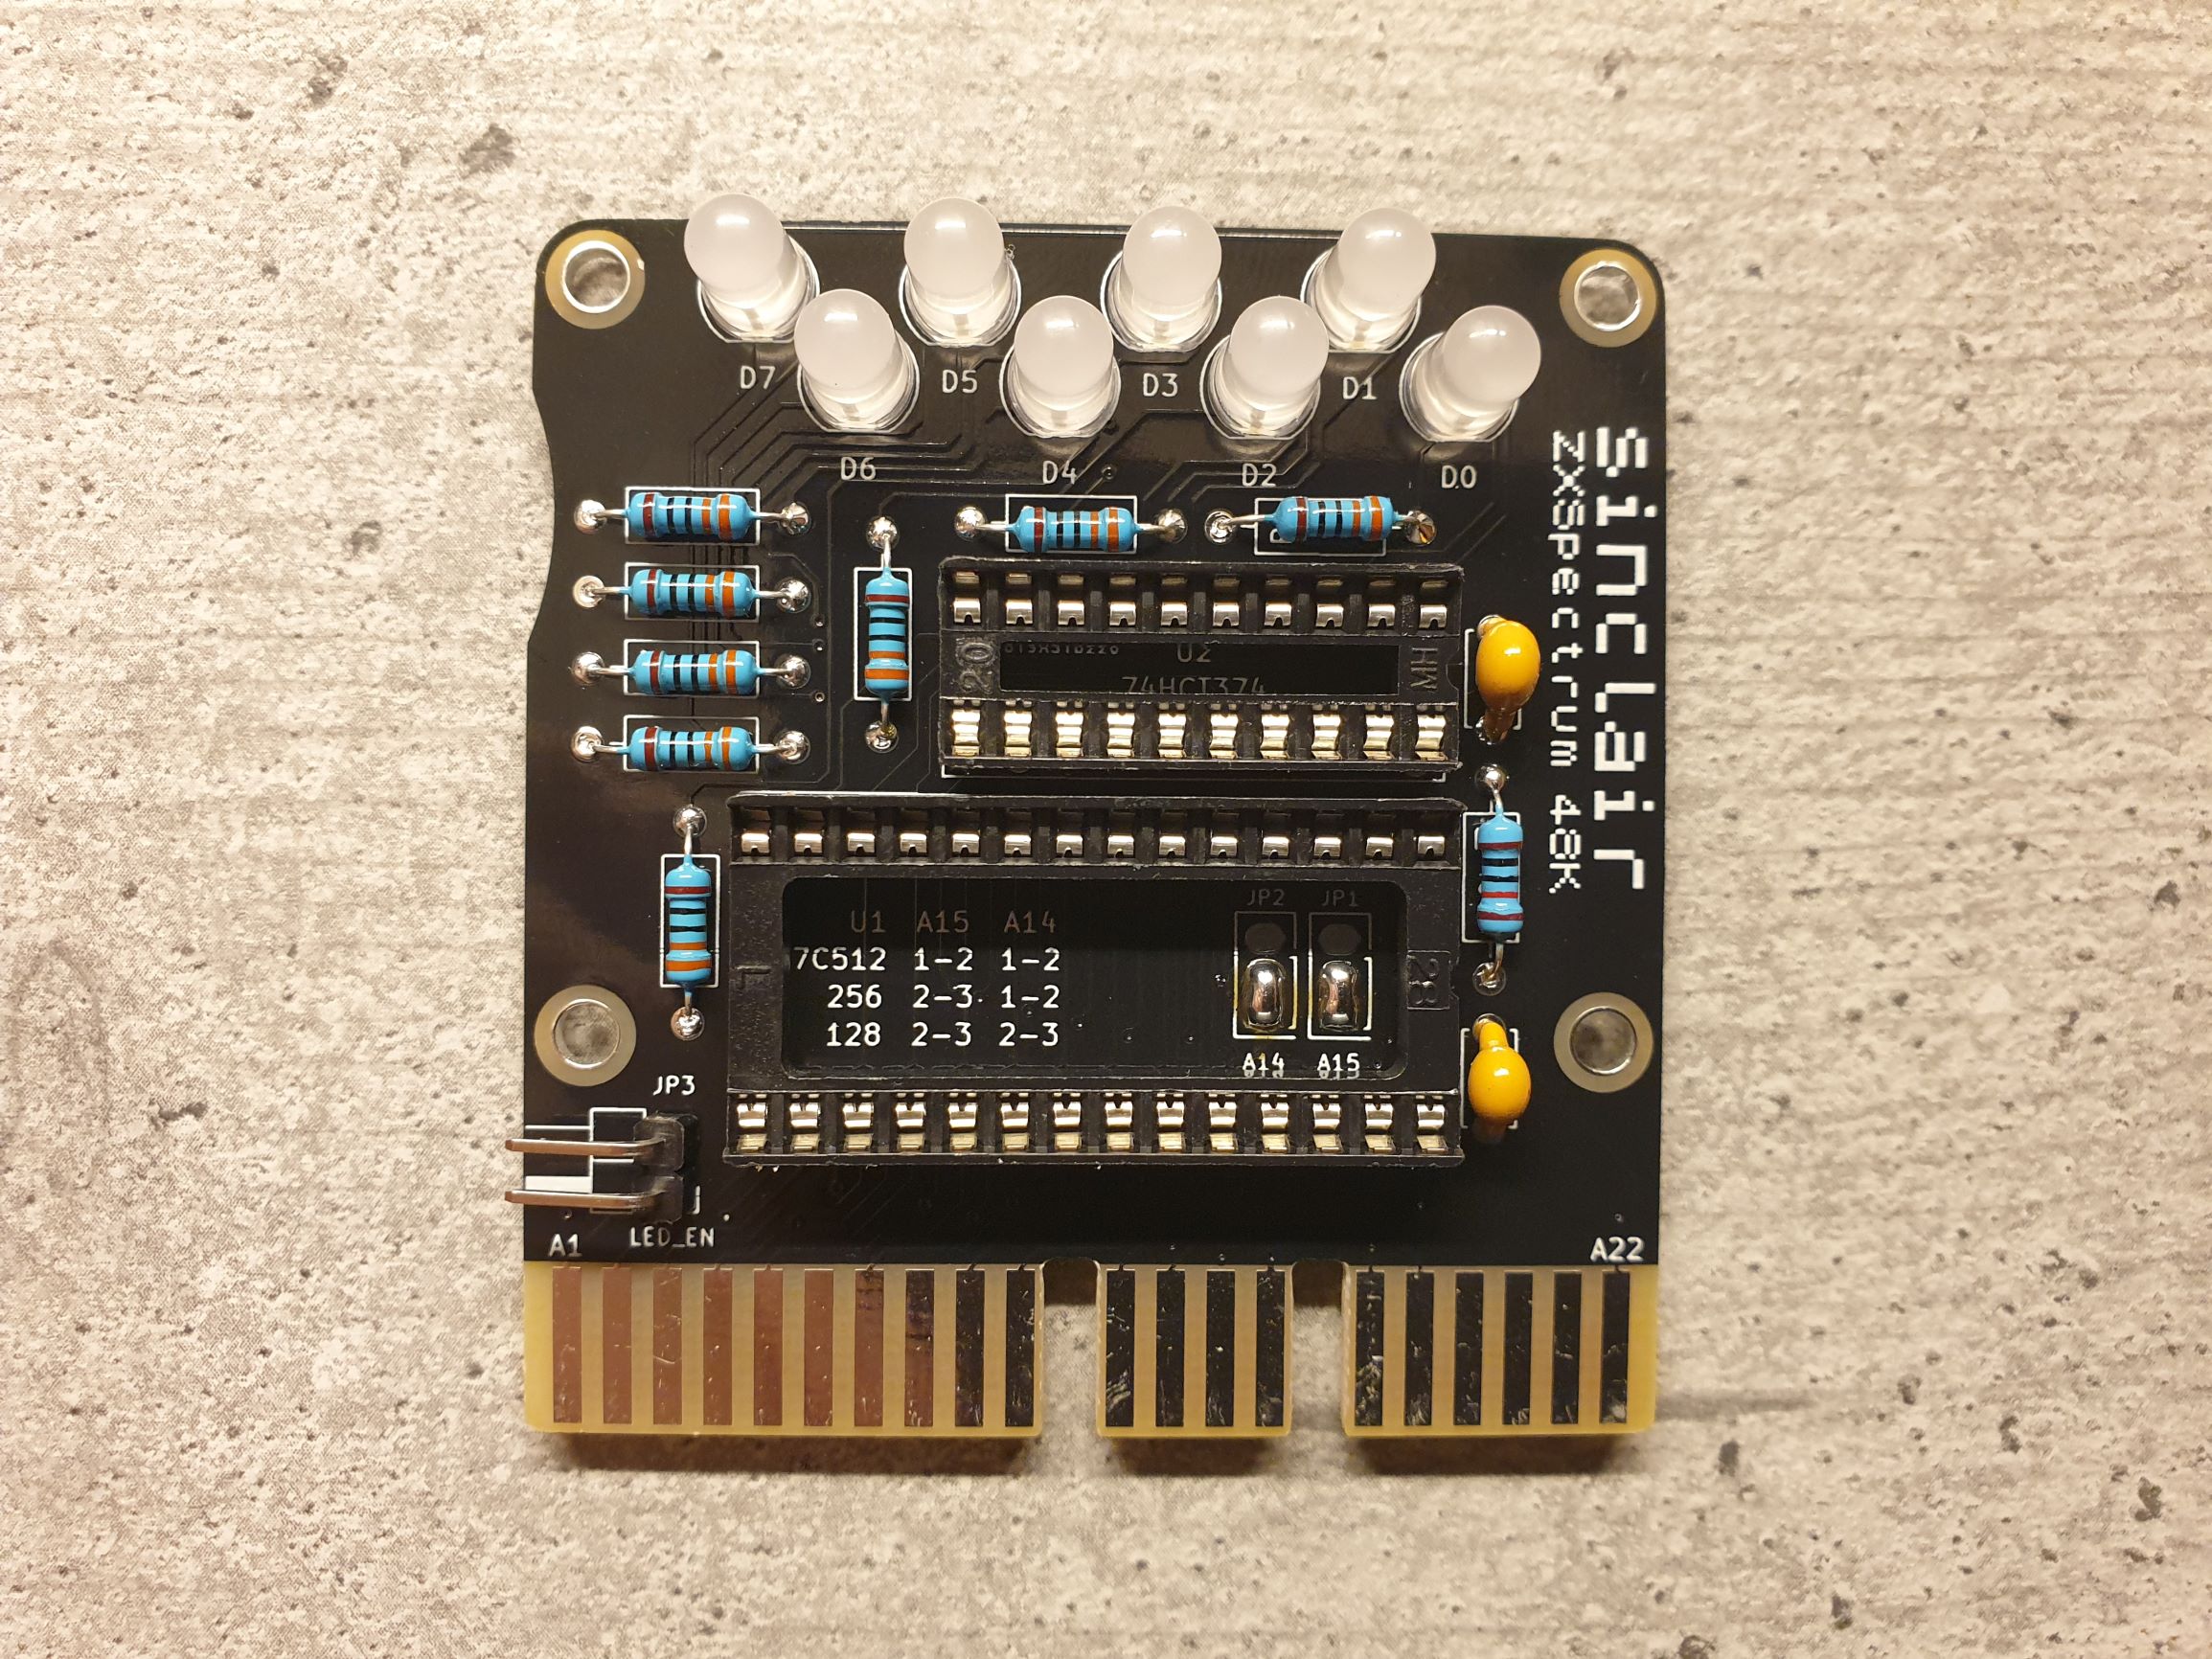 D7
D5
D3
D1
D6
D4
D2
D0
sinclair
ZXSpectrum 48K
20
U2
74HCT374
JP2 JP1
U1 A15 A14
7C512 1-2 1-2
256 2-3 1-2
128 2-3 2-3
A14 A15
28
JP3
LED_EN
A1
A22